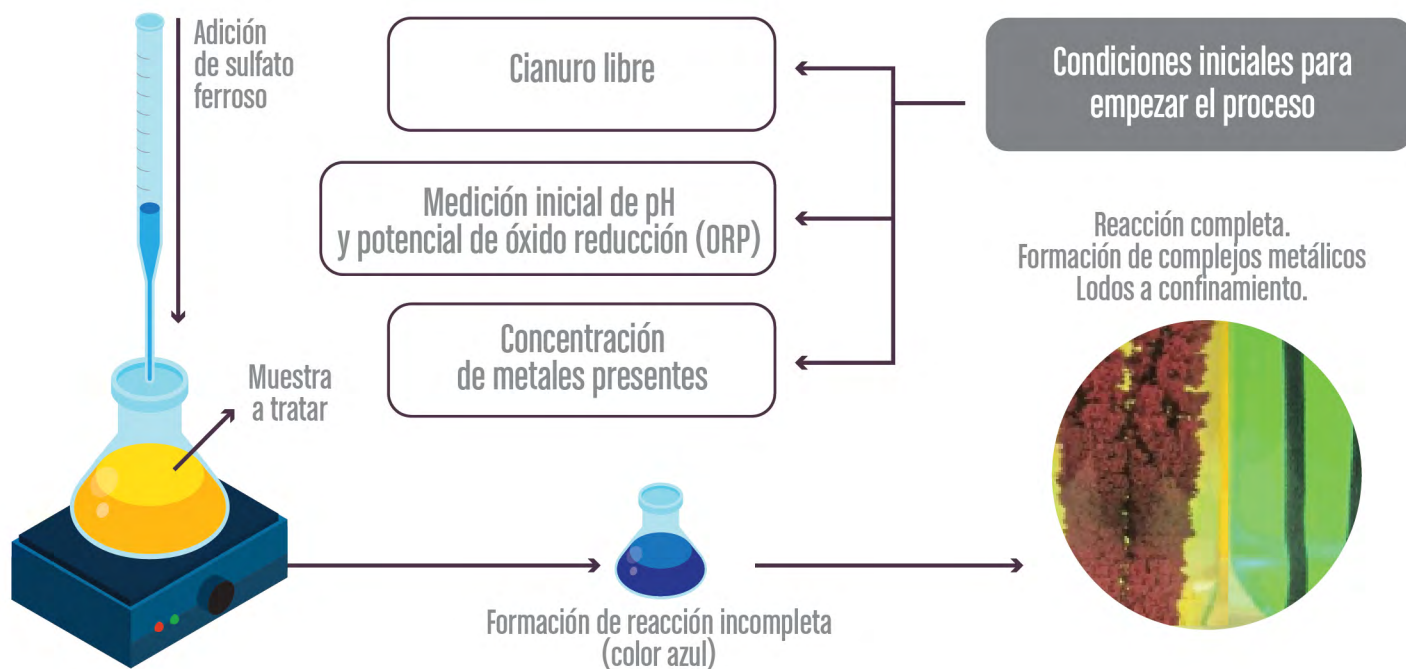 Adición
de sulfato
ferroso
Cianuro libre
Condiciones iniciales para
empezar el proceso
Medición inicial de pH
y potencial de óxido reducción (ORP)
Concentración
de metales presentes
Muestra
a tratar
Formación de reacción incompleta
(color azul)
Reacción completa.
Formación de complejos metálicos
Lodos a confinamiento.